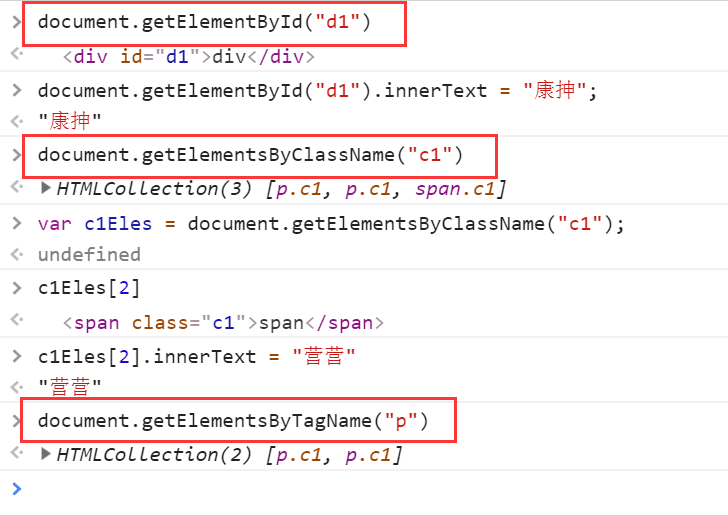 document.getElementById("d1")
<div id="d1">div</div>
document.getElementById("d1").innerText = "康抻";
"康抻"
document.getElementsByClassName("c1")
HTMLCollection(3) [p.c1, p.c1, span.c1]
var c1Eles = document.getElementsByClassName("c1");
undefined
c1Eles[2]
<span class="c1">span</span>
c1Eles[2].innerText = "营营"
"营营"
document.getElementsByTagName("p")
HTMLCollection(2) [p.c1, p.c1]